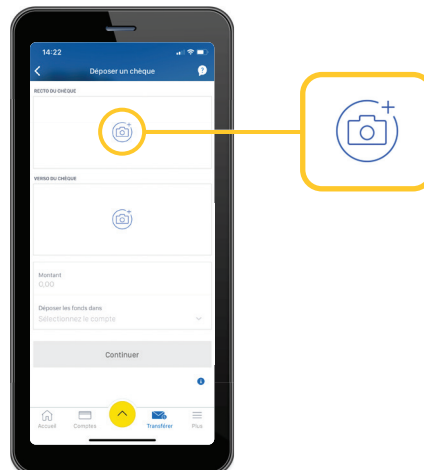 14:22
Déposer un chèque
?
RECTO DU CHÈQUE
VERSO DU CHÈQUE
Montant
0,00
Déposer les fonds dans
Sélectionnez le compte
Continuer
i
Accueil Comptes Transférer Plus